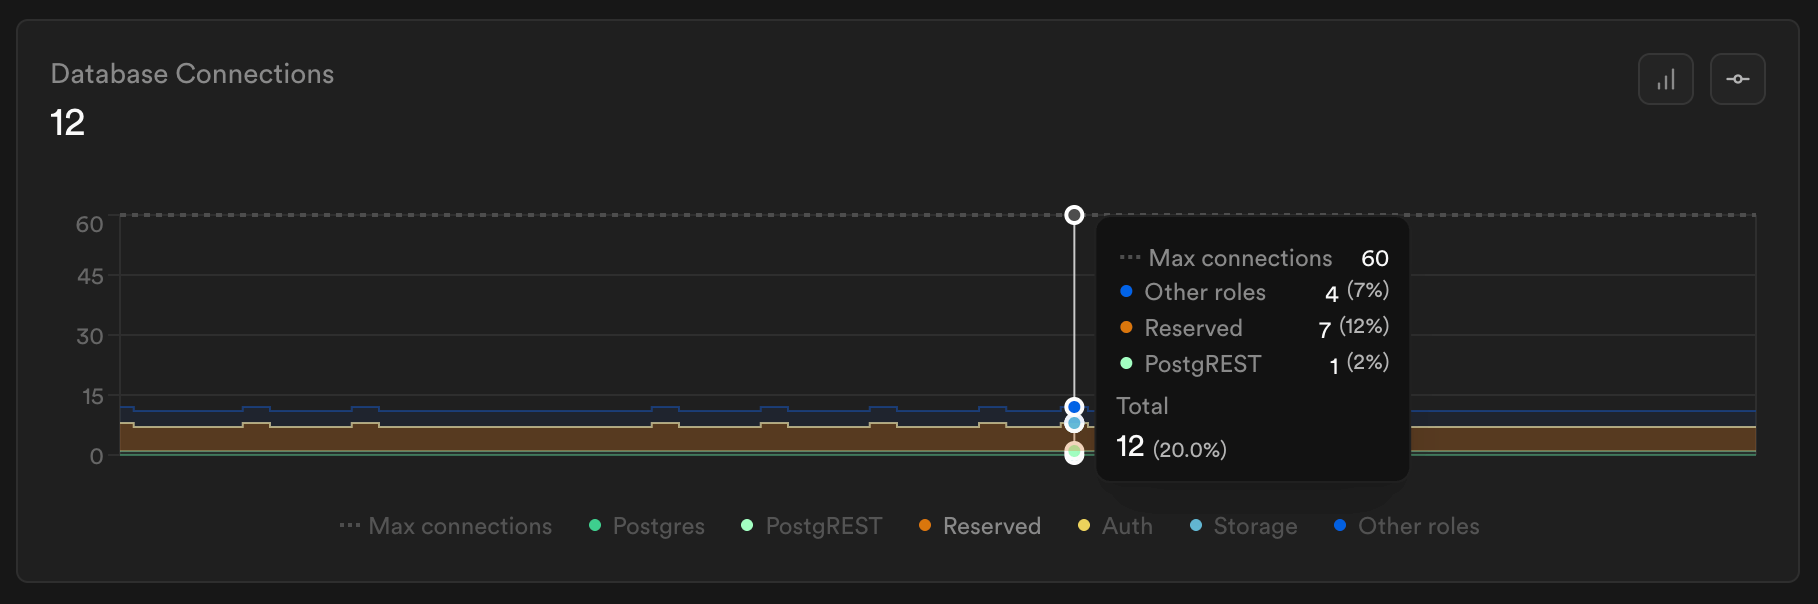 Database Connections
12
60
45
30
15
0
Max connections 60
Other roles 4 (7%)
Reserved 7 (12%)
PostgREST 1 (2%)
Total
12 (20.0%)
Max connections Postgres PostgREST Reserved Auth Storage Other roles